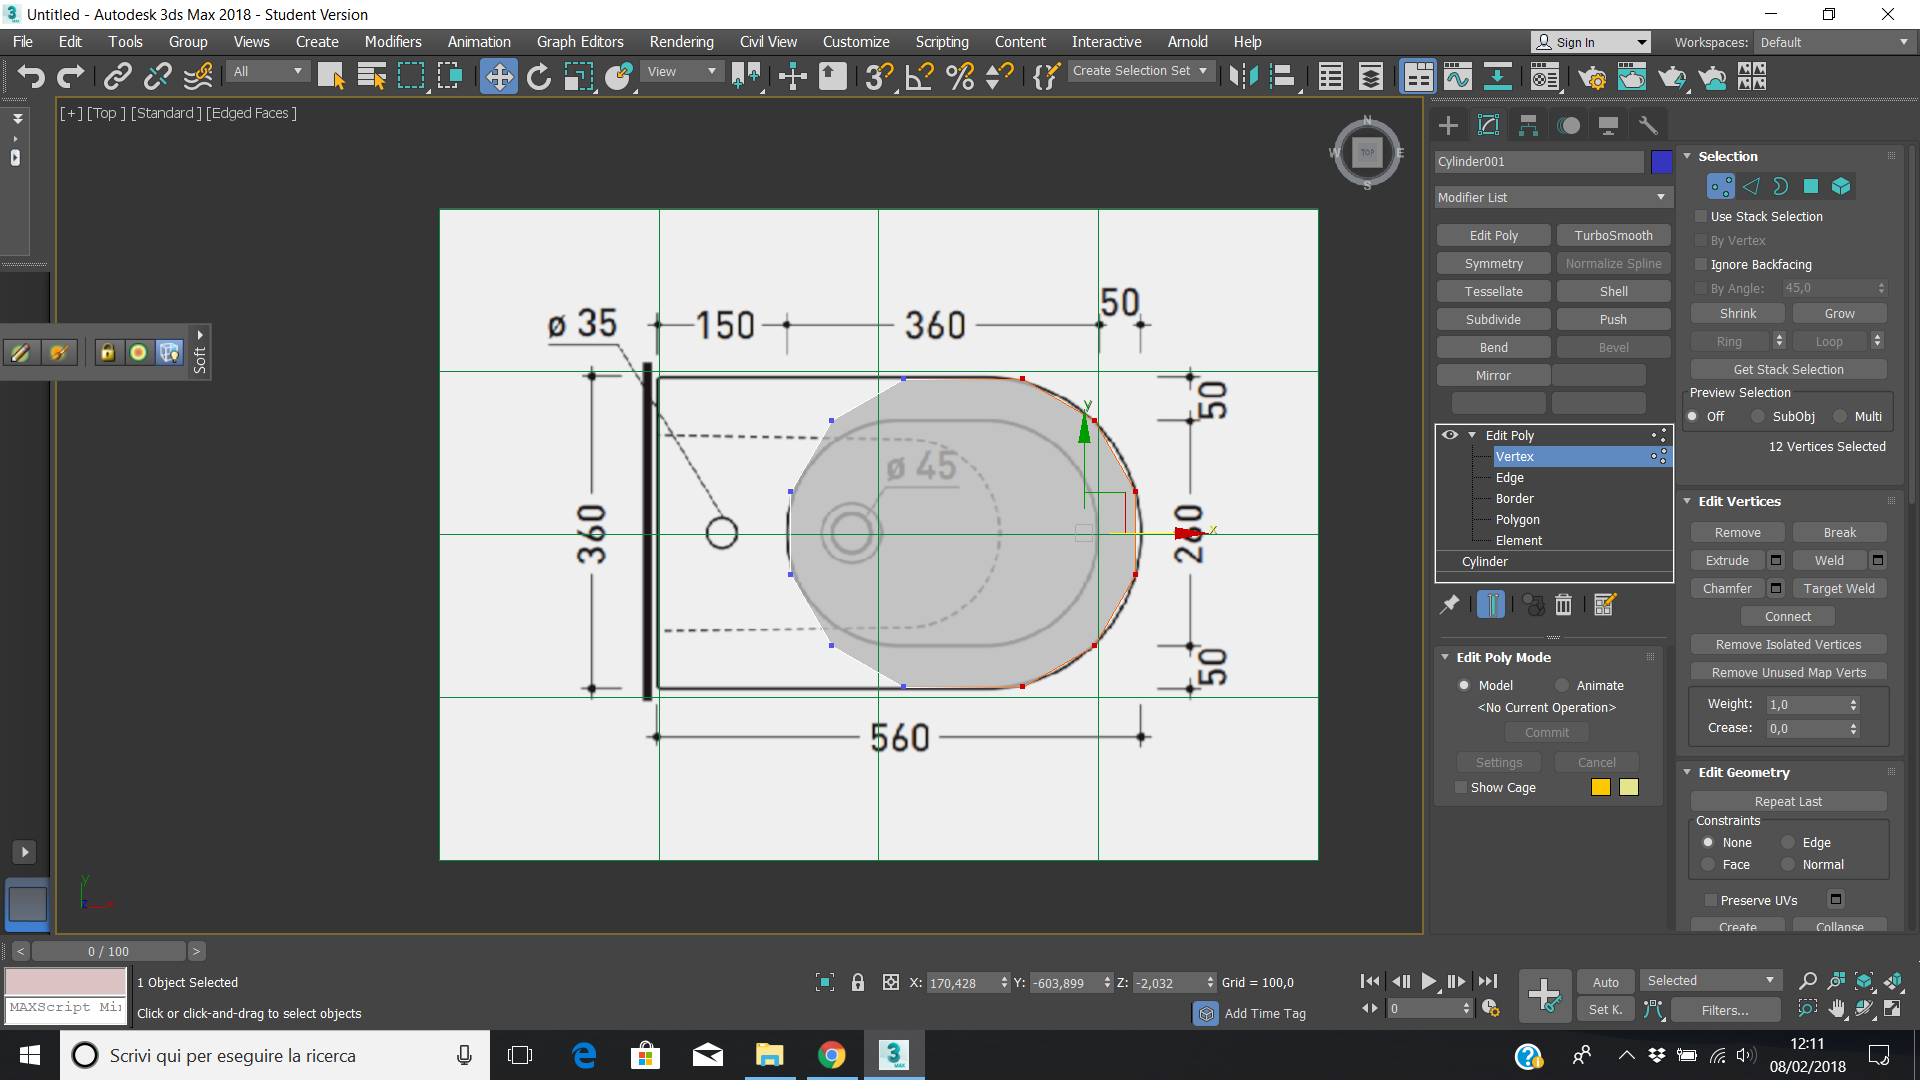 Untitled - Autodesk 3ds Max 2018 - Student Version
File Edit Tools Group Views Create Modifiers Animation Graph Editors Rendering Civil View Customize Scripting Content Interactive Arnold Help
Sign In
Workspaces: Default
All
View
Create Selection Set
[+] [Top ] [Standard ] [Edged Faces ]
N
W TOP E
S
Cylinder001
Modifier List
Edit Poly TurboSmooth
Symmetry Normalize Spline
Tessellate Shell
Subdivide Push
Bend Bevel
Mirror
Edit Poly
Vertex
Edge
Border
Polygon
Element
Cylinder
Edit Poly Mode
Model Animate
<No Current Operation>
Commit
Settings Cancel
Show Cage
Selection
Use Stack Selection
By Vertex
Ignore Backfacing
By Angle: 45,0
Shrink Grow
Ring Loop
Get Stack Selection
Preview Selection
Off SubObj Multi
12 Vertices Selected
Edit Vertices
Remove Break
Extrude Weld
Chamfer Target Weld
Connect
Remove Isolated Vertices
Remove Unused Map Verts
Weight: 1,0
Crease: 0,0
Edit Geometry
Repeat Last
Constraints
None Edge
Face Normal
Preserve UVs
Create Collapse
Soft
ø 35 150 360 50
50
ø 45
360
260
50
560
y
x
y
z x
< 0 / 100 >
MAXScript Mi
1 Object Selected
Click or click-and-drag to select objects
X: 170,428 Y: -603,899 Z: -2,032 Grid = 100,0
Add Time Tag
0
Auto Selected
Set K. Filters...
Scrivi qui per eseguire la ricerca
3
MAX
12:11
08/02/2018